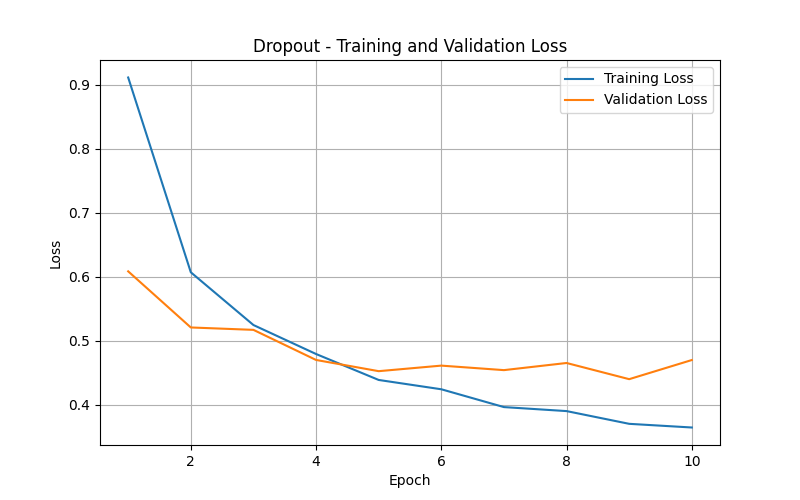 Dropout - Training and Validation Loss
Training Loss
Validation Loss
0.9
0.8
0.7
0.6
0.5
0.4
Loss
2 4 6 8 10
Epoch